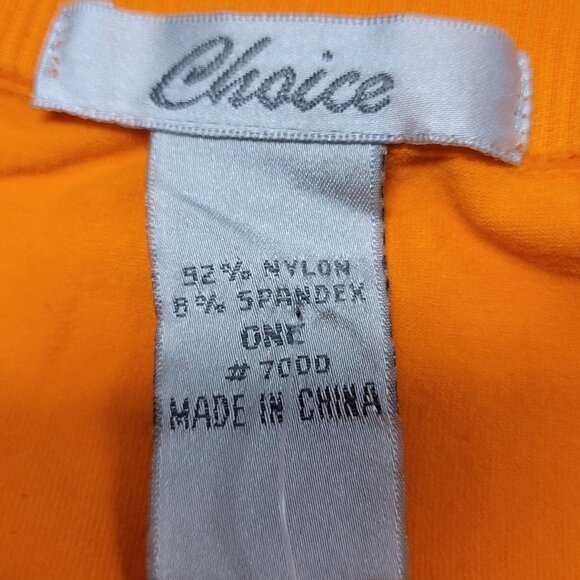 Choice
92% NYLON
8% SPANDEX
ONE
# 7000
MADE IN CHINA